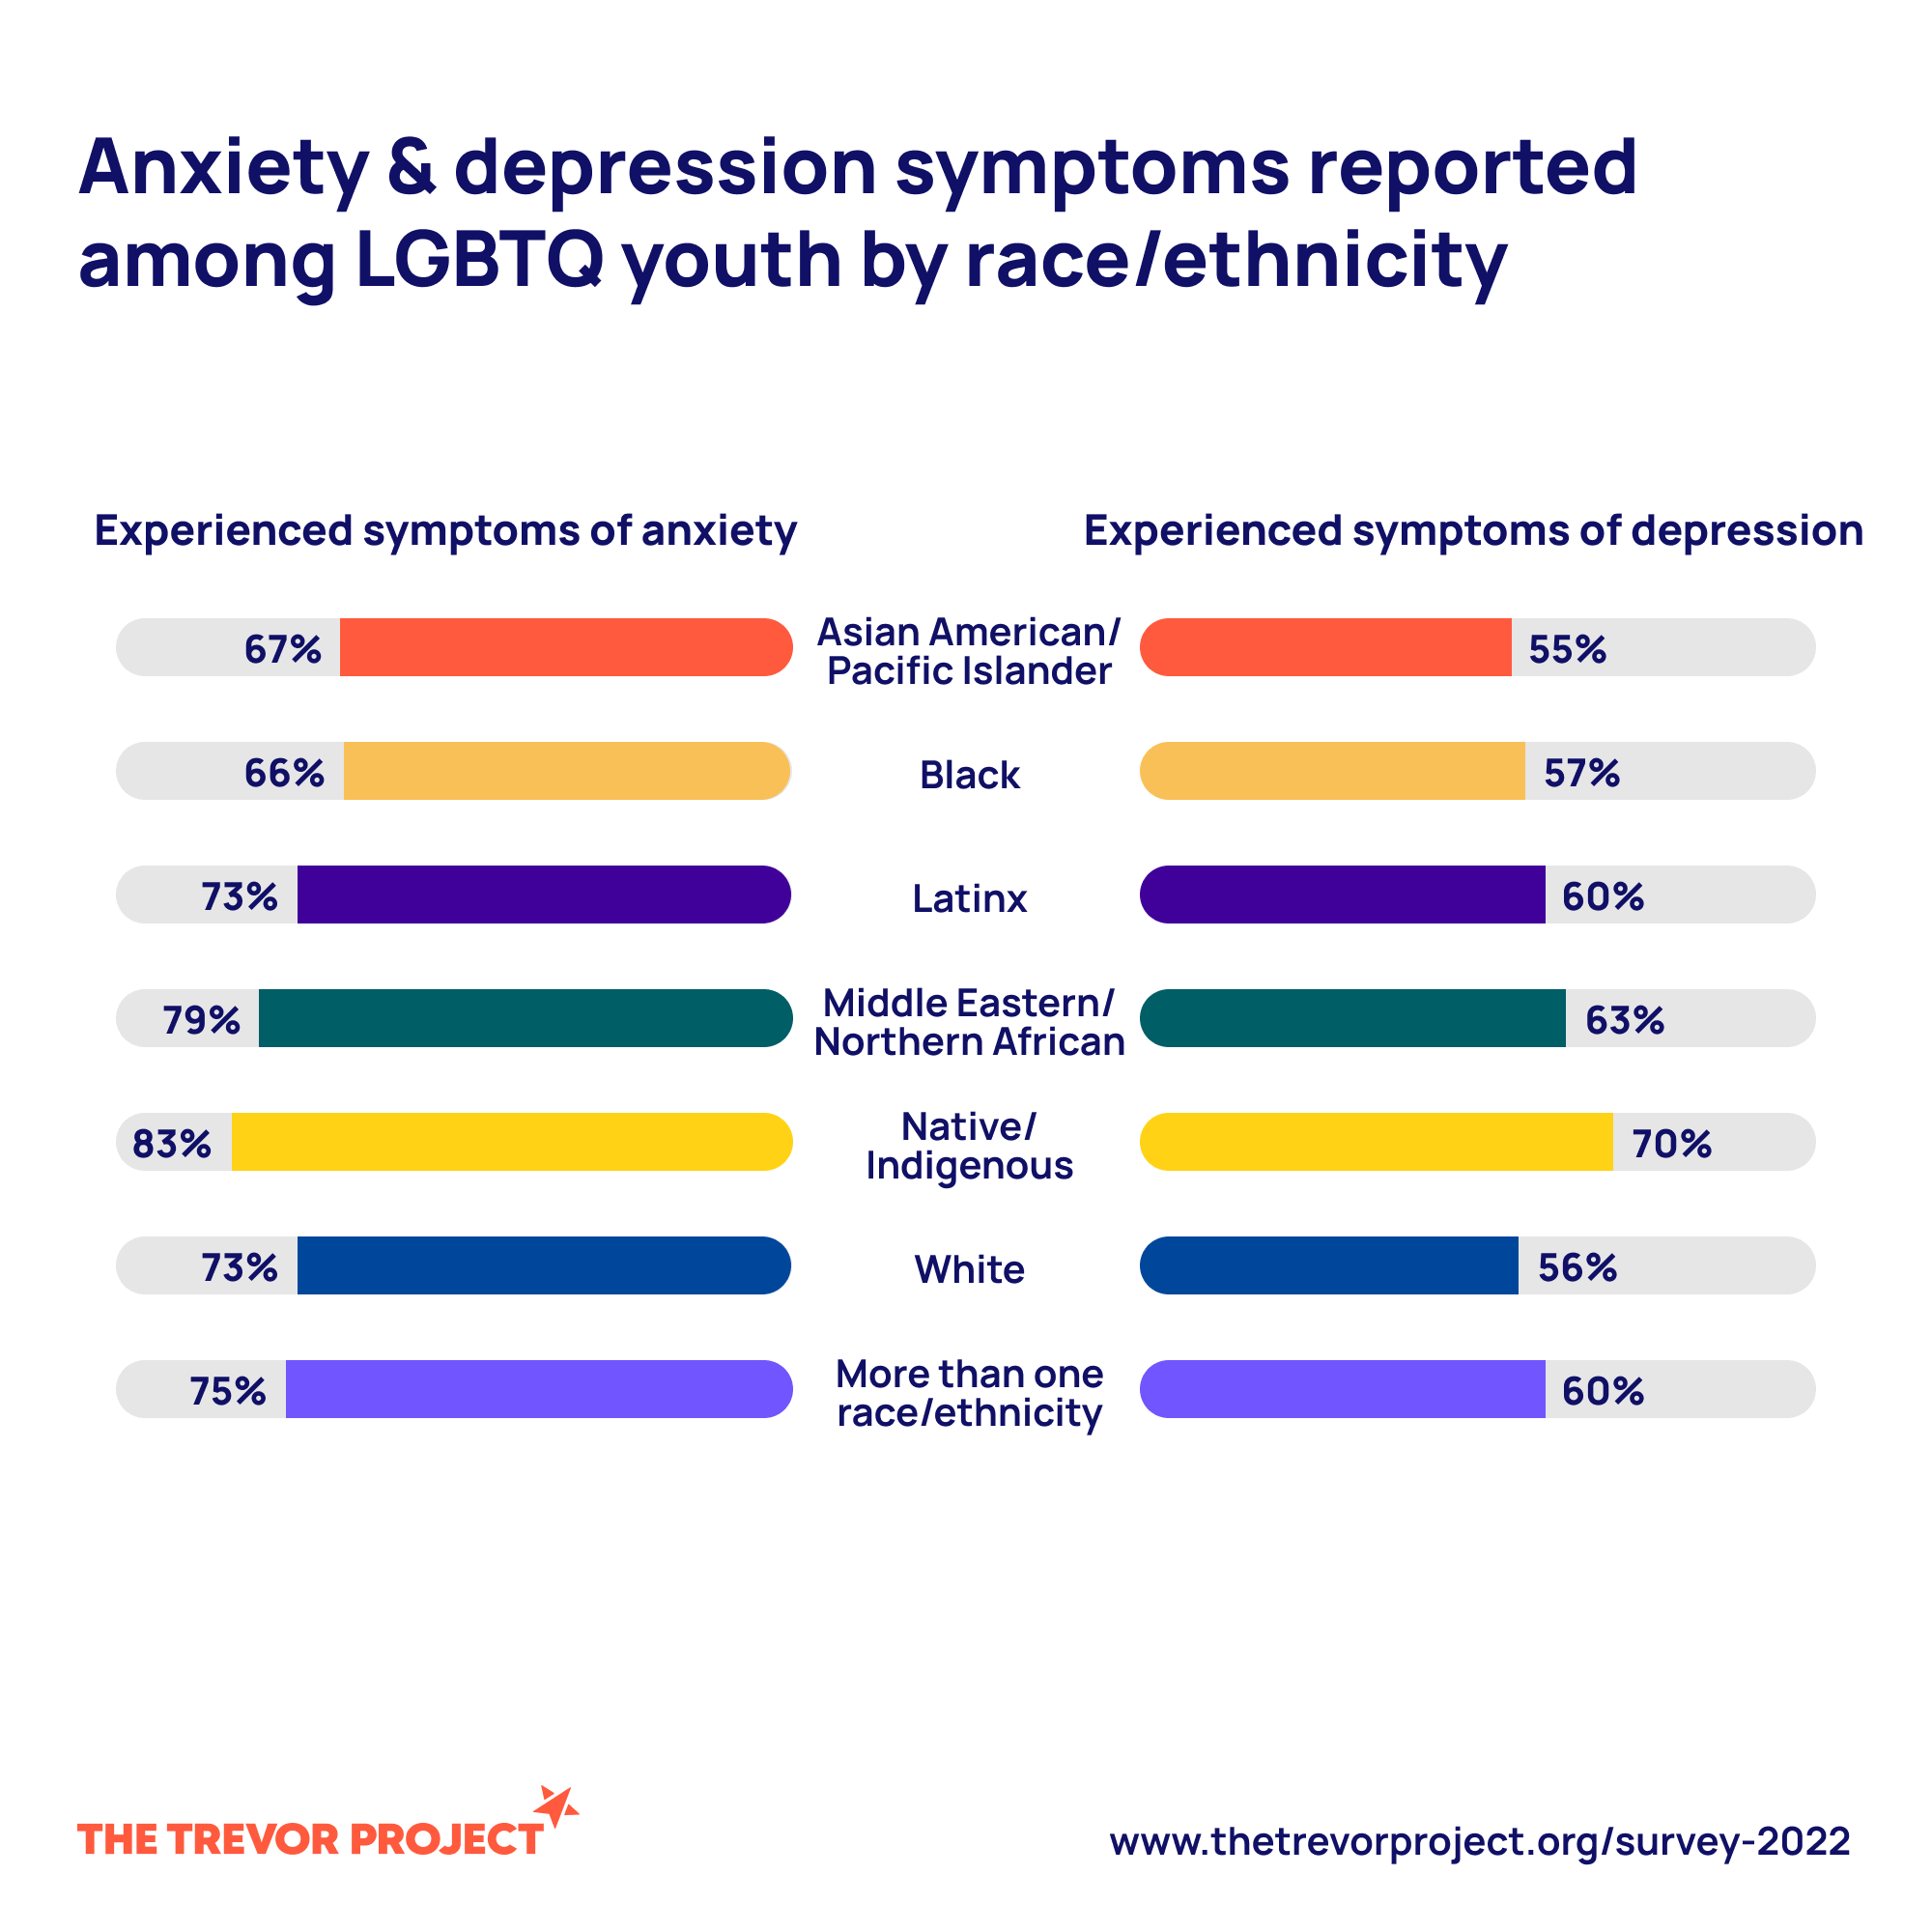 Anxiety & depression symptoms reported
among LGBTQ youth by race/ethnicity
Experienced symptoms of anxiety
Experienced symptoms of depression
67%
Asian American/
Pacific Islander
55%
66%
Black
57%
73%
Latinx
60%
79%
Middle Eastern/
Northern African
63%
83%
Native/
Indigenous
70%
73%
White
56%
75%
More than one
race/ethnicity
60%
THE TREVOR PROJECT
www.thetrevorproject.org/survey-2022